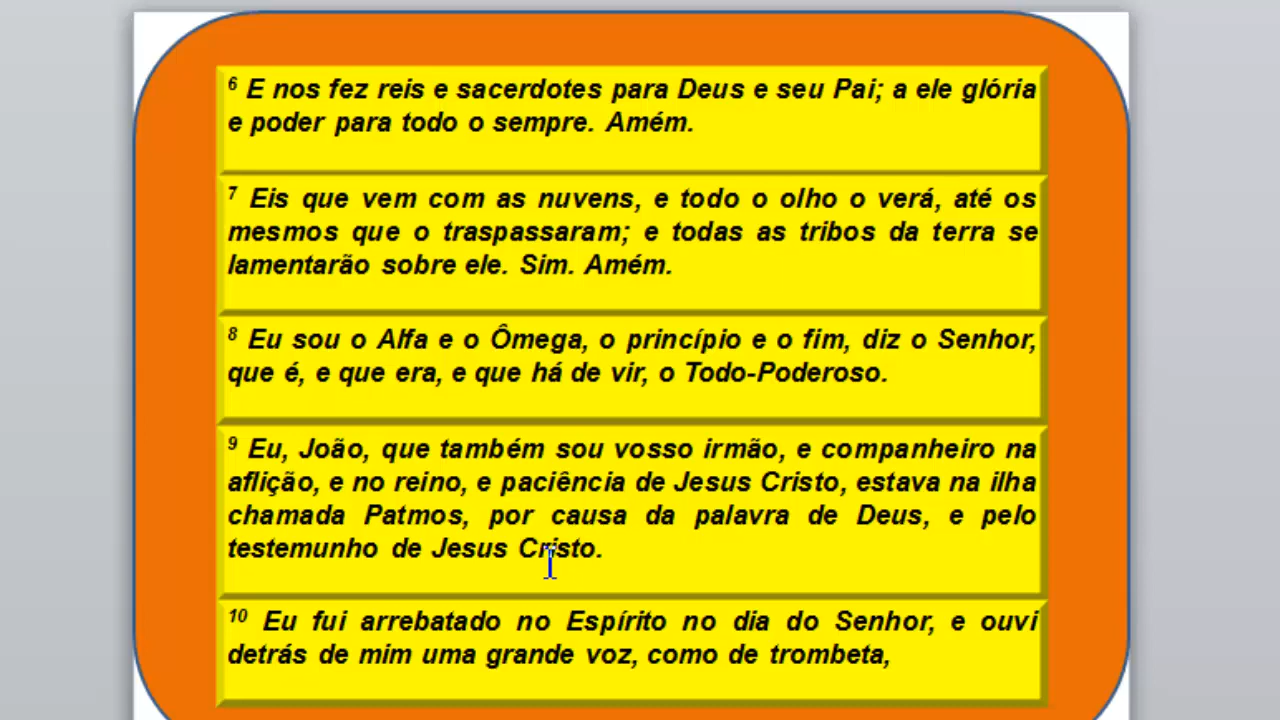 6 E nos fez reis e sacerdotes para Deus e seu Pai; a ele glória
e poder para todo o sempre. Amém.
7 Eis que vem com as nuvens, e todo o olho o verá, até os
mesmos que o traspassaram; e todas as tribos da terra se
lamentarão sobre ele. Sim. Amém.
8 Eu sou o Alfa e o Ômega, o princípio e o fim, diz o Senhor,
que é, e que era, e que há de vir, o Todo-Poderoso.
9 Eu, João, que também sou vosso irmão, e companheiro na
aflição, e no reino, e paciência de Jesus Cristo, estava na ilha
chamada Patmos, por causa da palavra de Deus, e pelo
testemunho de Jesus Cristo.
10 Eu fui arrebatado no Espírito no dia do Senhor, e ouvi
detrás de mim uma grande voz, como de trombeta,